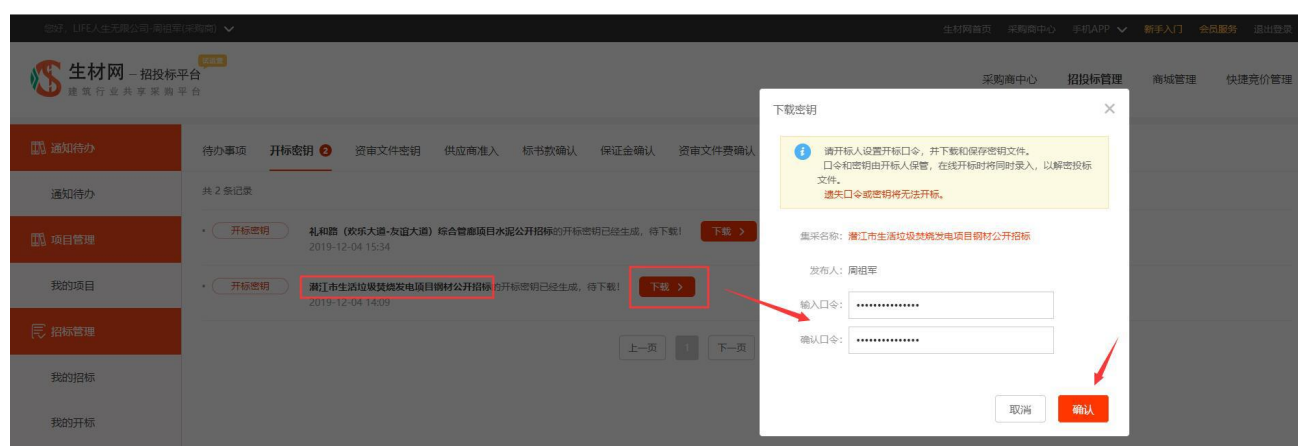 您好，LIFE人生无限公司-周祖军(采购商)
生材网首页 采购商中心 手机APP 新手入门 会员服务 退出登录
生材网 – 招投标平台
建筑行业共享采购平台
采购商中心 招投标管理 商城管理 快捷竞价管理
通知待办
通知待办
项目管理
我的项目
招标管理
我的招标
我的开标
待办事项 开标密钥 2 资审文件密钥 供应商准入 标书款确认 保证金确认 资审文件费确认
共 2 条记录
开标密钥 礼和路（欢乐大道-友谊大道）综合管廊项目水泥公开招标的开标密钥已经生成，待下载! 下载
2019-12-04 15:34
开标密钥 潜江市生活垃圾焚烧发电项目钢材公开招标的开标密钥已经生成，待下载! 下载
2019-12-04 14:09
上一页 1 下一页
下载密钥
请开标人设置开标口令，并下载和保存密钥文件。
口令和密钥由开标人保管，在线开标时将同时录入，以解密投标
文件。
遗失口令或密钥将无法开标。
集采名称: 潜江市生活垃圾焚烧发电项目钢材公开招标
发布人: 周祖军
输入口令: •••••••••••••••
确认口令: •••••••••••••••
取消 确认